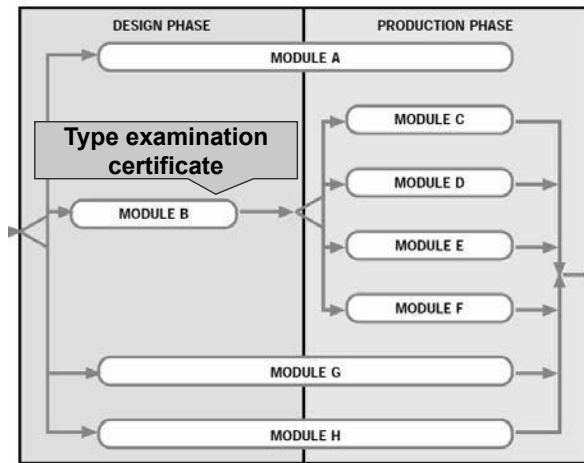 DESIGN PHASE
PRODUCTION PHASE
MODULE A
MODULE C
Type examination
certificate
MODULE D
MODULE B
MODULE E
MODULE F
MODULE G
MODULE H